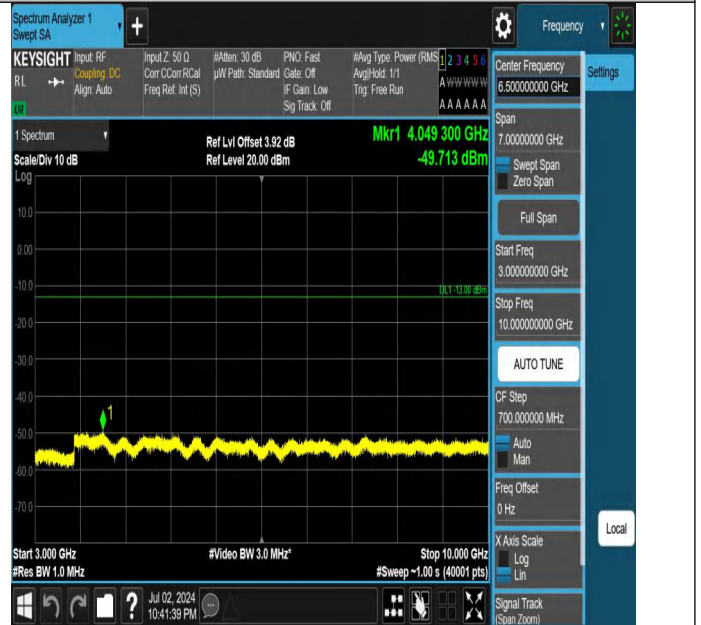 Spectrum Analyzer 1
Swept SA
Frequency
KEYSIGHT
RL
LXI
Input: RF
Coupling: DC
Align: Auto
Input Z: 50 Ω
Corr CCorr RCal
Freq Ref: Int (S)
#Atten: 30 dB
µW Path: Standard
PNO: Fast
Gate: Off
IF Gain: Low
Sig Track: Off
#Avg Type: Power (RMS
Avg|Hold: 1/1
Trig: Free Run
1 2 3 4 5 6
A W W W W W
A A A A A A
1 Spectrum
Scale/Div 10 dB
Log
Ref Lvl Offset 3.92 dB
Ref Level 20.00 dBm
Mkr1 4.049 300 GHz
-49.713 dBm
10.0
0.00
-10.0
DL1 -13.00 dBm
-20.0
-30.0
-40.0
1
-50.0
-60.0
-70.0
Start 3.000 GHz
#Res BW 1.0 MHz
#Video BW 3.0 MHz*
Stop 10.000 GHz
#Sweep ~1.00 s (40001 pts)
?
Jul 02, 2024
10:41:39 PM
Center Frequency
6.500000000 GHz
Settings
Span
7.00000000 GHz
Swept Span
Zero Span
Full Span
Start Freq
3.000000000 GHz
Stop Freq
10.000000000 GHz
AUTO TUNE
CF Step
700.000000 MHz
Auto
Man
Freq Offset
0 Hz
X Axis Scale
Log
Lin
Local
Signal Track
(Span Zoom)